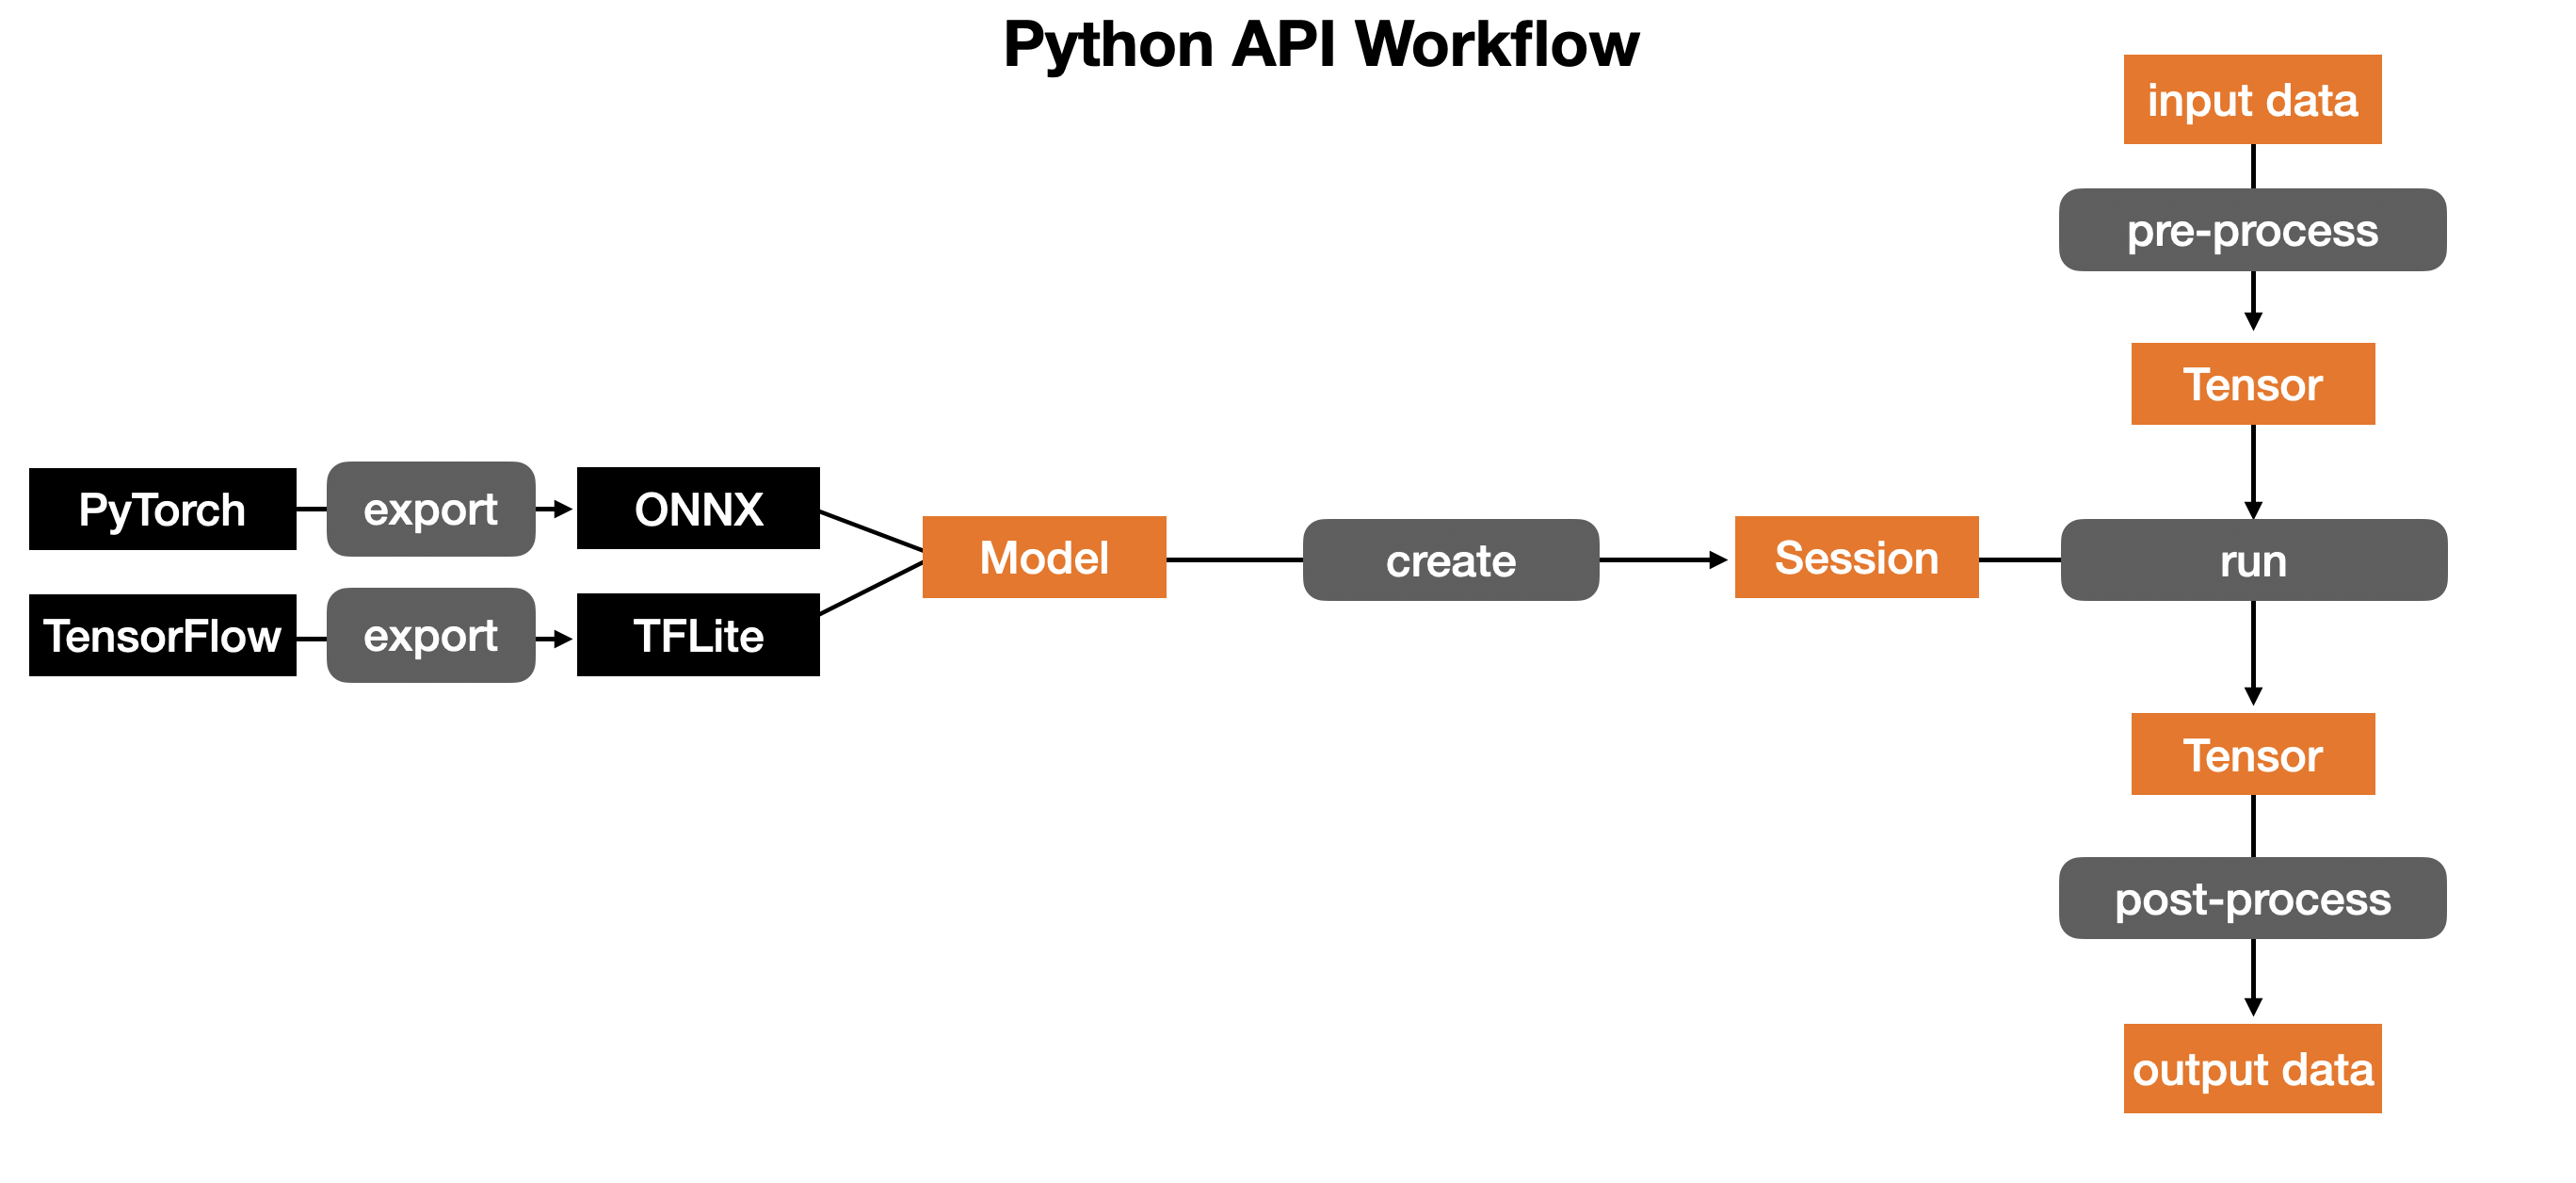 Python API Workflow
input data
pre-process
Tensor
PyTorch
export
ONNX
TensorFlow
export
TFLite
Model
create
Session
run
Tensor
post-process
output data